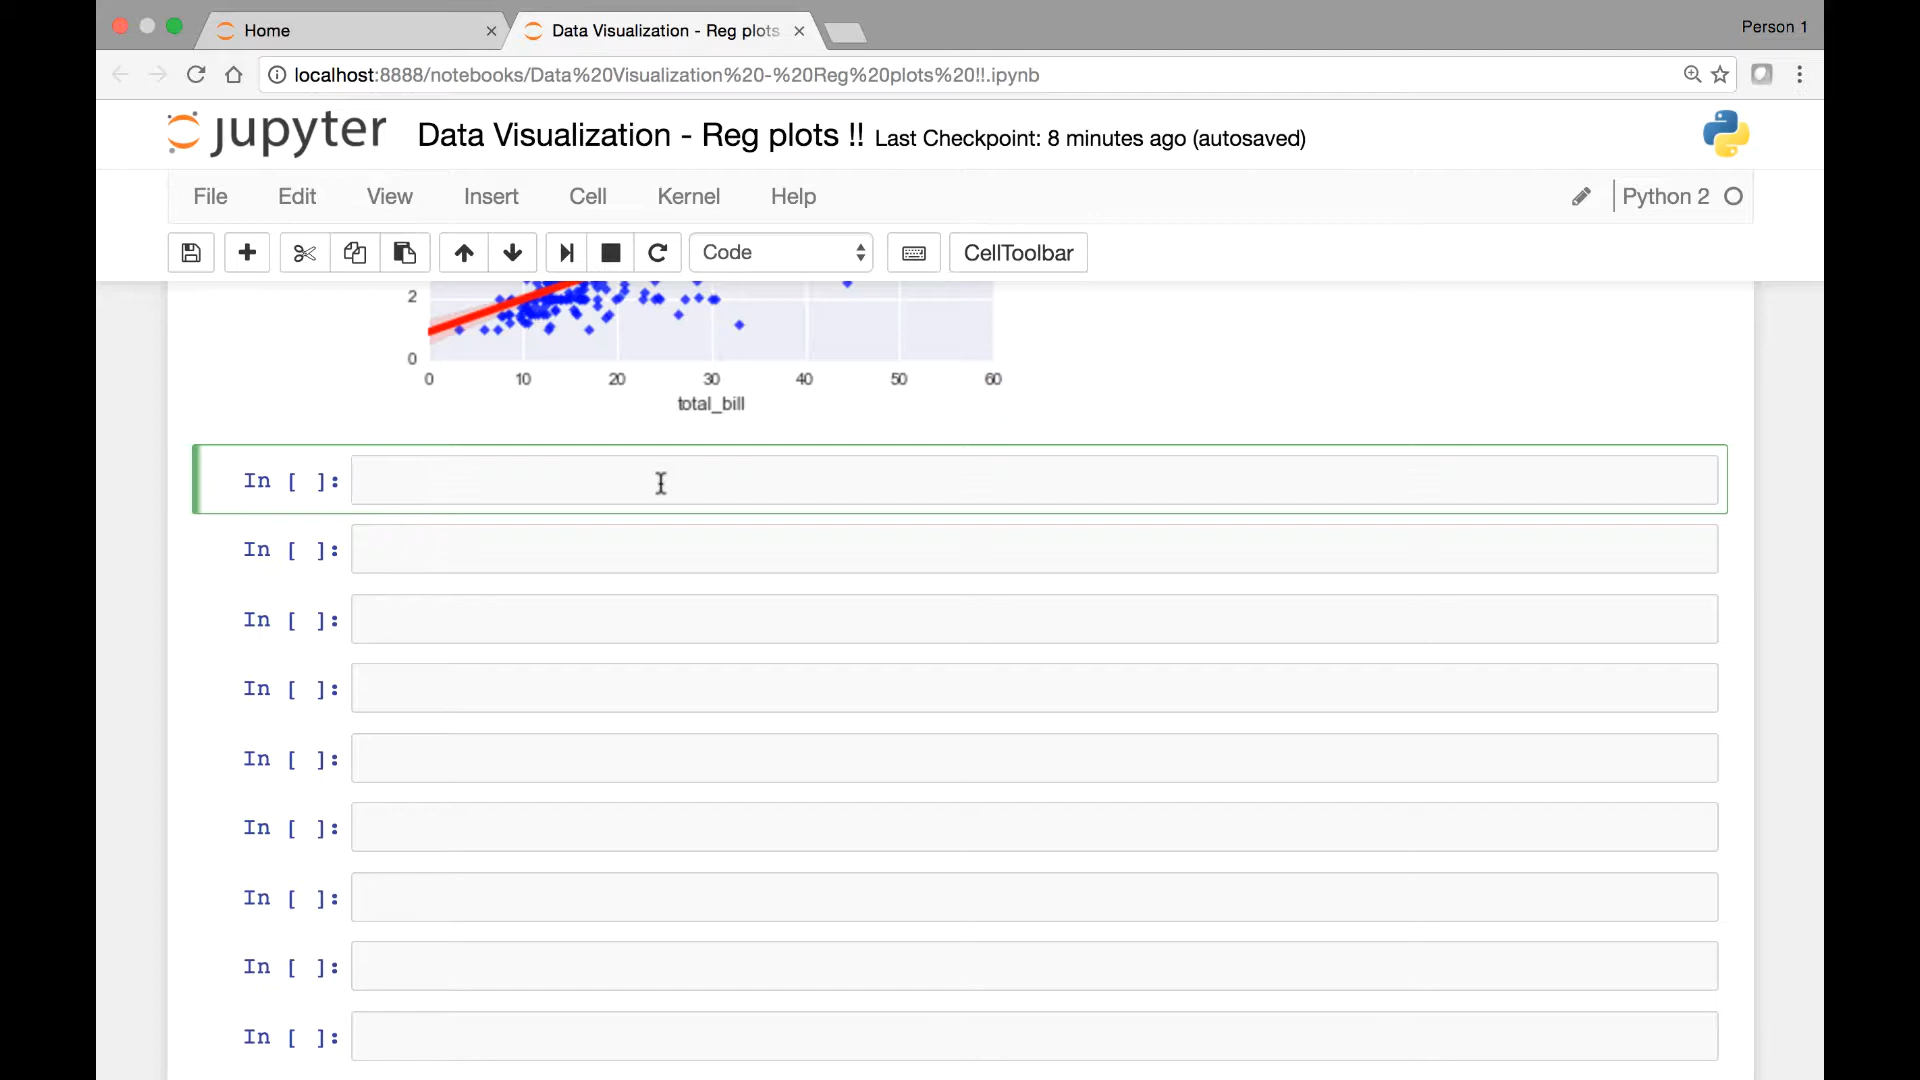 Home
Data Visualization - Reg plots
Person 1
localhost:8888/notebooks/Data%20Visualization%20-%20Reg%20plots%20!!.ipynb
jupyter Data Visualization - Reg plots !! Last Checkpoint: 8 minutes ago (autosaved)
File Edit View Insert Cell Kernel Help Python 2
Code CellToolbar
2
0
0 10 20 30 40 50 60
total_bill
In [ ]:
In [ ]:
In [ ]:
In [ ]:
In [ ]:
In [ ]:
In [ ]:
In [ ]:
In [ ]: